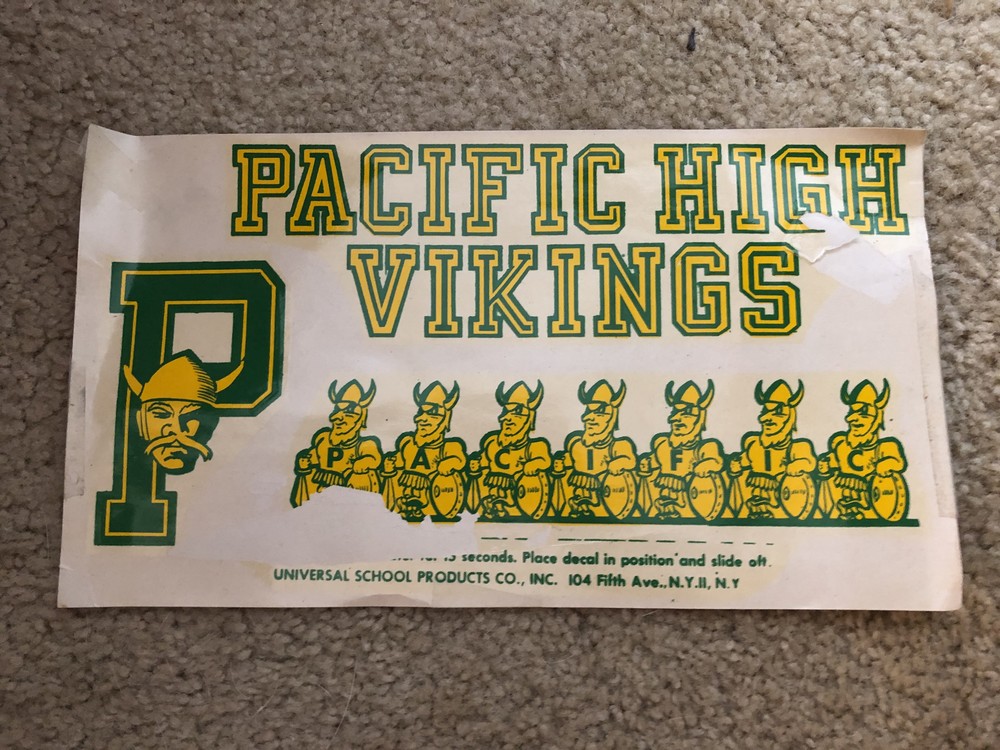 PACIFIC HIGH
VIKINGS
P
P A C I F I C
seconds. Place decal in position and slide off.
UNIVERSAL SCHOOL PRODUCTS CO., INC. 104 Fifth Ave., N.Y.11, N.Y